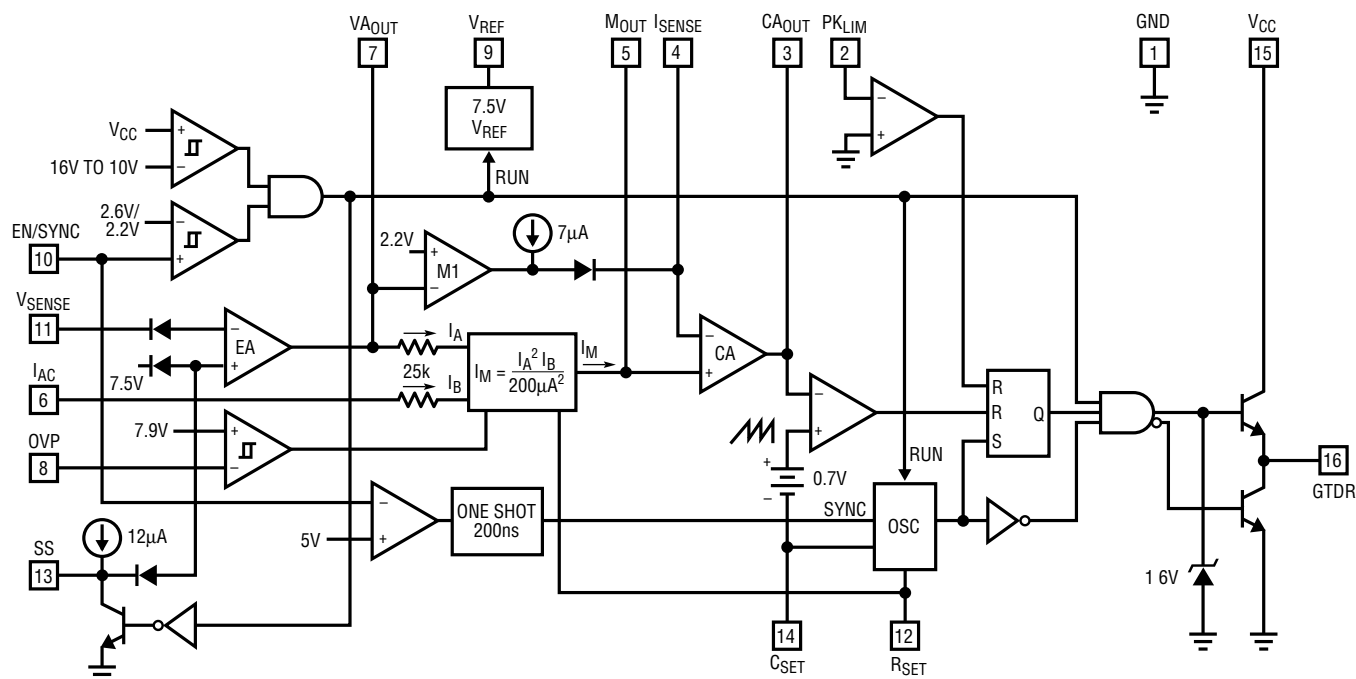 VAOUT
7
VREF
9
MOUT
5
ISENSE
4
CAOUT
3
PKLIM
2
GND
1
VCC
15
7.5V
VREF
VCC
+
16V TO 10V
−
RUN
2.6V/
2.2V
−
+
EN/SYNC
10
2.2V
+
−
M1
7µA
VSENSE
11
−
+
EA
7.5V
IA
25k
IB
IM = IA² IB / 200µA²
IM
−
+
CA
−
+
IAC
6
7.9V
+
−
OVP
8
−
+
+
−
0.7V
R
R
S
Q
RUN
16
GTDR
5V
−
+
ONE SHOT
200ns
SYNC
OSC
12µA
SS
13
1 6V
14
CSET
12
RSET